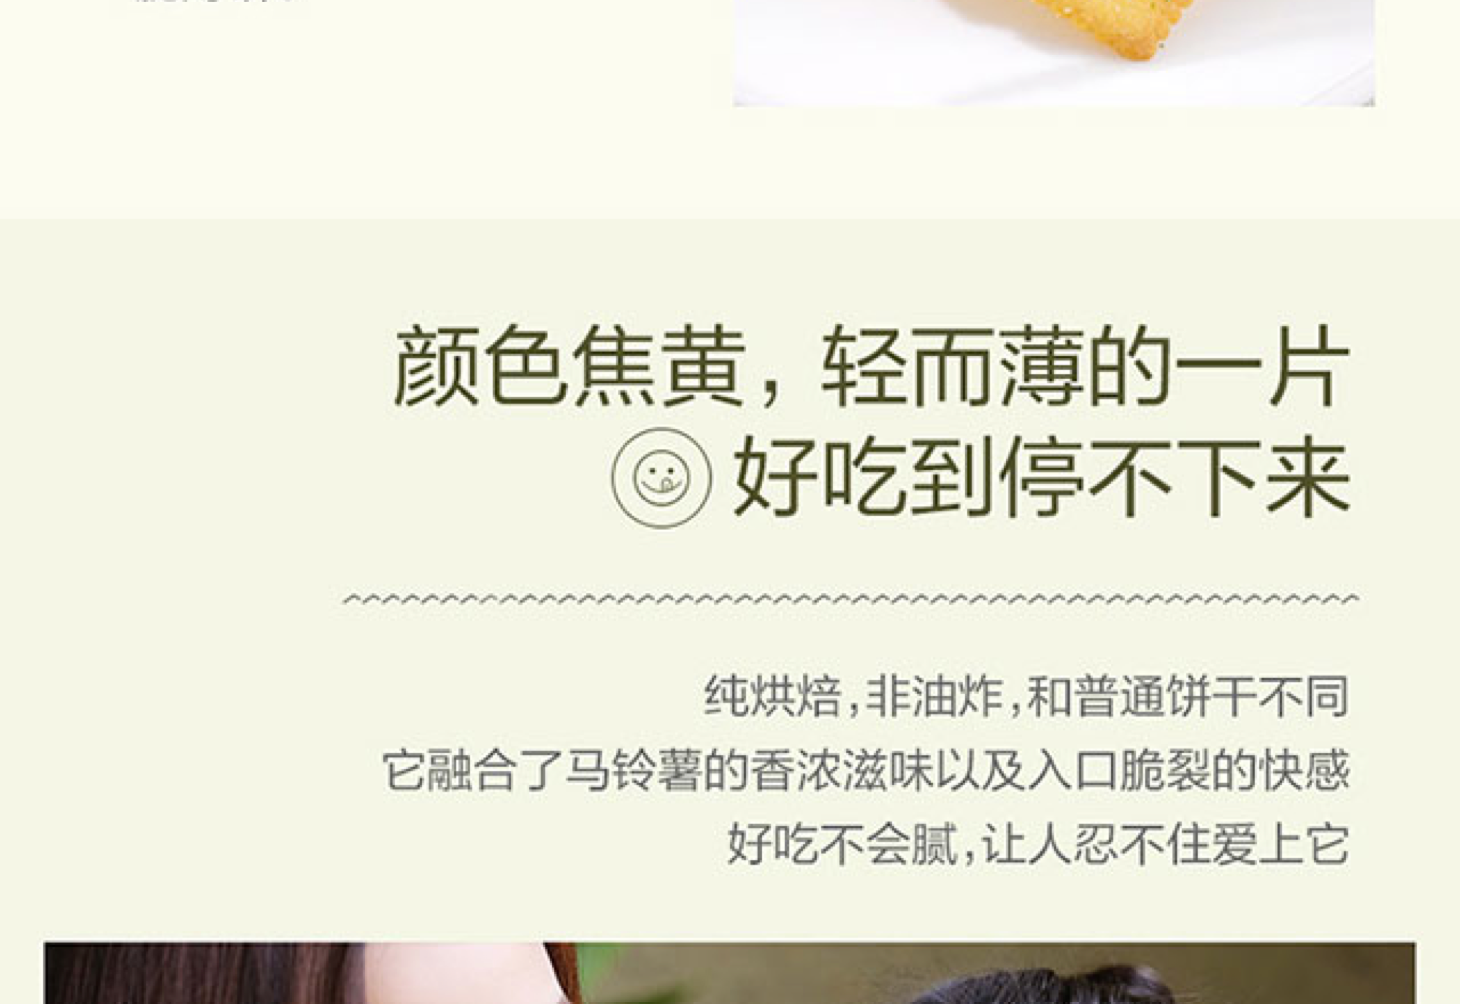 颜色焦黄，轻而薄的一片
好吃到停不下来
纯烘焙,非油炸,和普通饼干不同
它融合了马铃薯的香浓滋味以及入口脆裂的快感
好吃不会腻,让人忍不住爱上它